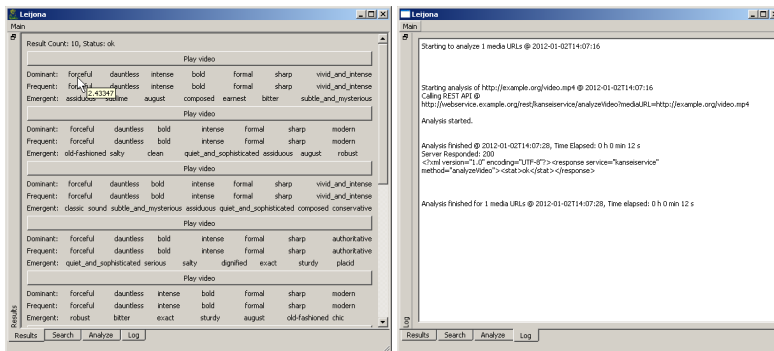 Leijona
Main
Result Count: 10, Status: ok
Play video
Dominant: forceful dauntless intense bold formal sharp vivid_and_intense
Frequent: forceful dauntless intense bold formal sharp vivid_and_intense
2.43347
Emergent: assiduous sublime august composed earnest bitter subtle_and_mysterious
Play video
Dominant: forceful dauntless bold intense formal sharp modern
Frequent: forceful dauntless bold intense formal sharp modern
Emergent: old-fashioned salty clean quiet_and_sophisticated assiduous august robust
Play video
Dominant: forceful dauntless bold intense formal sharp vivid_and_intense
Frequent: forceful dauntless bold intense formal sharp vivid_and_intense
Emergent: classic sound subtle_and_mysterious assiduous quiet_and_sophisticated composed conservative
Play video
Dominant: forceful dauntless bold intense formal sharp authoritative
Frequent: forceful dauntless bold intense formal sharp authoritative
Emergent: quiet_and_sophisticated serious salty dignified exact sturdy placid
Play video
Dominant: forceful dauntless intense bold formal sharp modern
Frequent: forceful dauntless intense bold formal sharp modern
Emergent: robust bitter exact sturdy august old-fashioned chic
Results
Results Search Analyze Log
Leijona
Main
Starting to analyze 1 media URLs @ 2012-01-02T14:07:16
Starting analysis of http://example.org/video.mp4 @ 2012-01-02T14:07:16
Calling REST API @
http://webservice.example.org/rest/kanseiservice/analyzeVideo?mediaURL=http://example.org/video.mp4
Analysis started.
Analysis finished @ 2012-01-02T14:07:28, Time Elapsed: 0 h 0 min 12 s
Server Responded: 200
<?xml version="1.0" encoding="UTF-8"?><response service="kanseiservice"
method="analyzeVideo"><stat>ok</stat></response>
Analysis finished for 1 media URLs @ 2012-01-02T14:07:28, Time elapsed: 0 h 0 min 12 s
Log
Results Search Analyze Log